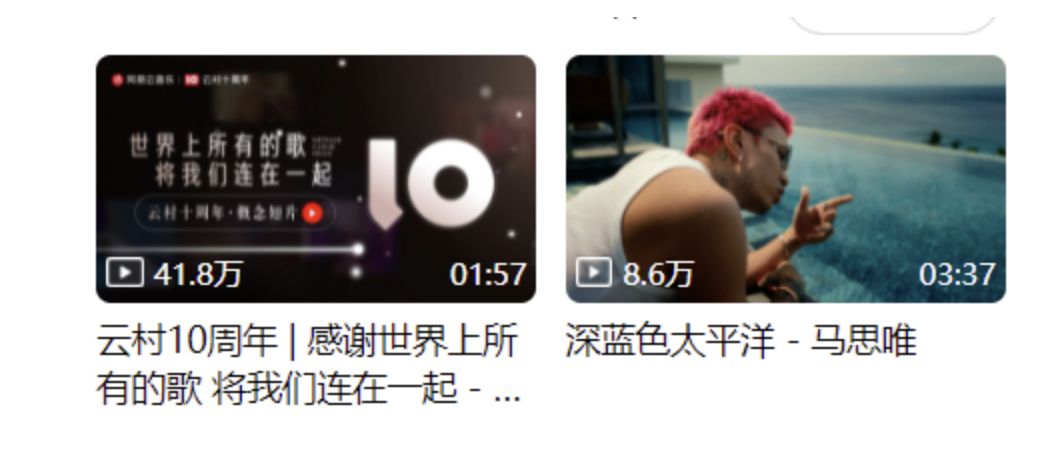 网易云音乐 | 10 云村十周年
世界上所有的歌
将我们连在一起
10
云村十周年·概念短片
41.8万 01:57
8.6万 03:37
云村10周年 | 感谢世界上所
有的歌 将我们连在一起 - ...
深蓝色太平洋 - 马思唯